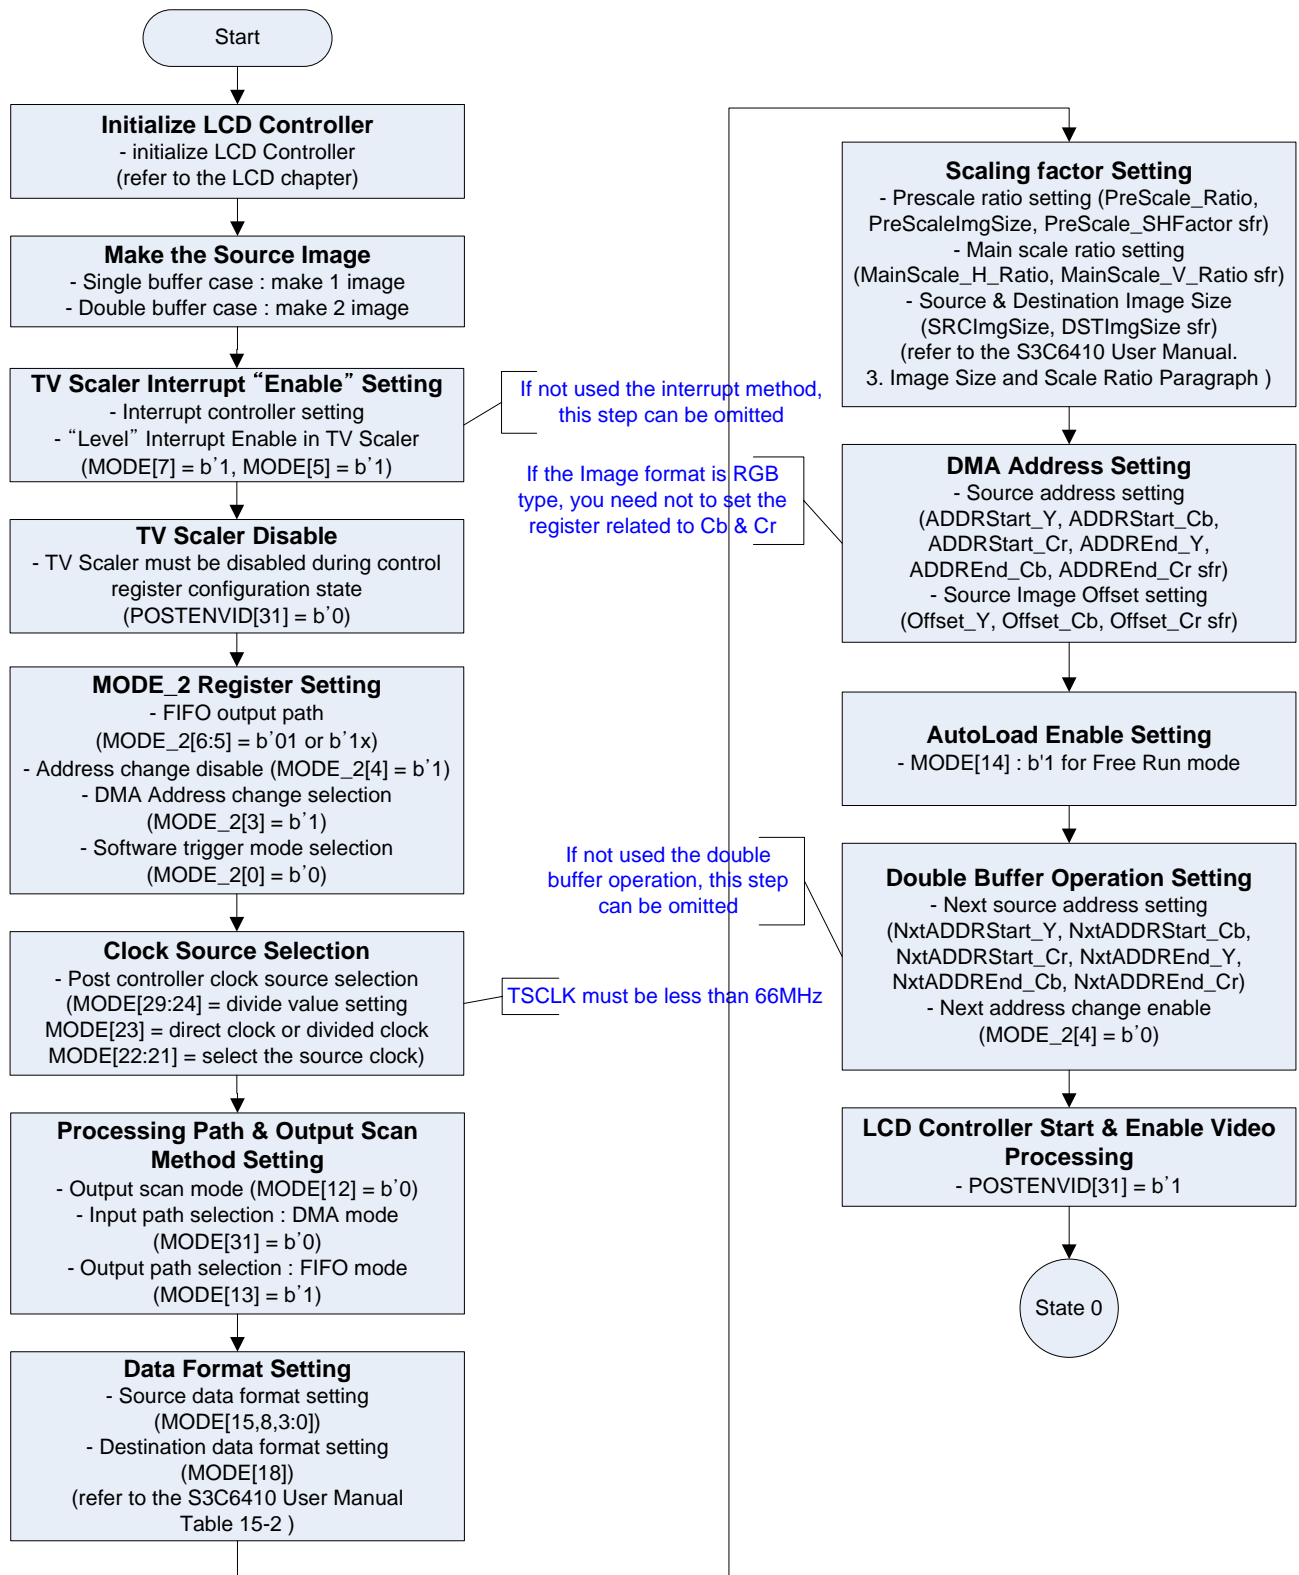 Start
Initialize LCD Controller
- initialize LCD Controller
(refer to the LCD chapter)
Make the Source Image
- Single buffer case : make 1 image
- Double buffer case : make 2 image
TV Scaler Interrupt “Enable” Setting
- Interrupt controller setting
- “Level” Interrupt Enable in TV Scaler
(MODE[7] = b’1, MODE[5] = b’1)
If not used the interrupt method,
this step can be omitted
TV Scaler Disable
- TV Scaler must be disabled during control
register configuration state
(POSTENVID[31] = b’0)
MODE_2 Register Setting
- FIFO output path
(MODE_2[6:5] = b’01 or b’1x)
- Address change disable (MODE_2[4] = b’1)
- DMA Address change selection
(MODE_2[3] = b’1)
- Software trigger mode selection
(MODE_2[0] = b’0)
Clock Source Selection
- Post controller clock source selection
(MODE[29:24] = divide value setting
MODE[23] = direct clock or divided clock
MODE[22:21] = select the source clock)
TSCLK must be less than 66MHz
Processing Path & Output Scan
Method Setting
- Output scan mode (MODE[12] = b’0)
- Input path selection : DMA mode
(MODE[31] = b’0)
- Output path selection : FIFO mode
(MODE[13] = b’1)
Data Format Setting
- Source data format setting
(MODE[15,8,3:0])
- Destination data format setting
(MODE[18])
(refer to the S3C6410 User Manual
Table 15-2 )
Scaling factor Setting
- Prescale ratio setting (PreScale_Ratio,
PreScaleImgSize, PreScale_SHFactor sfr)
- Main scale ratio setting
(MainScale_H_Ratio, MainScale_V_Ratio sfr)
- Source & Destination Image Size
(SRCImgSize, DSTImgSize sfr)
(refer to the S3C6410 User Manual.
3. Image Size and Scale Ratio Paragraph )
If the Image format is RGB
type, you need not to set the
register related to Cb & Cr
DMA Address Setting
- Source address setting
(ADDRStart_Y, ADDRStart_Cb,
ADDRStart_Cr, ADDREnd_Y,
ADDREnd_Cb, ADDREnd_Cr sfr)
- Source Image Offset setting
(Offset_Y, Offset_Cb, Offset_Cr sfr)
AutoLoad Enable Setting
- MODE[14] : b'1 for Free Run mode
If not used the double
buffer operation, this step
can be omitted
Double Buffer Operation Setting
- Next source address setting
(NxtADDRStart_Y, NxtADDRStart_Cb,
NxtADDRStart_Cr, NxtADDREnd_Y,
NxtADDREnd_Cb, NxtADDREnd_Cr)
- Next address change enable
(MODE_2[4] = b’0)
LCD Controller Start & Enable Video
Processing
- POSTENVID[31] = b’1
State 0